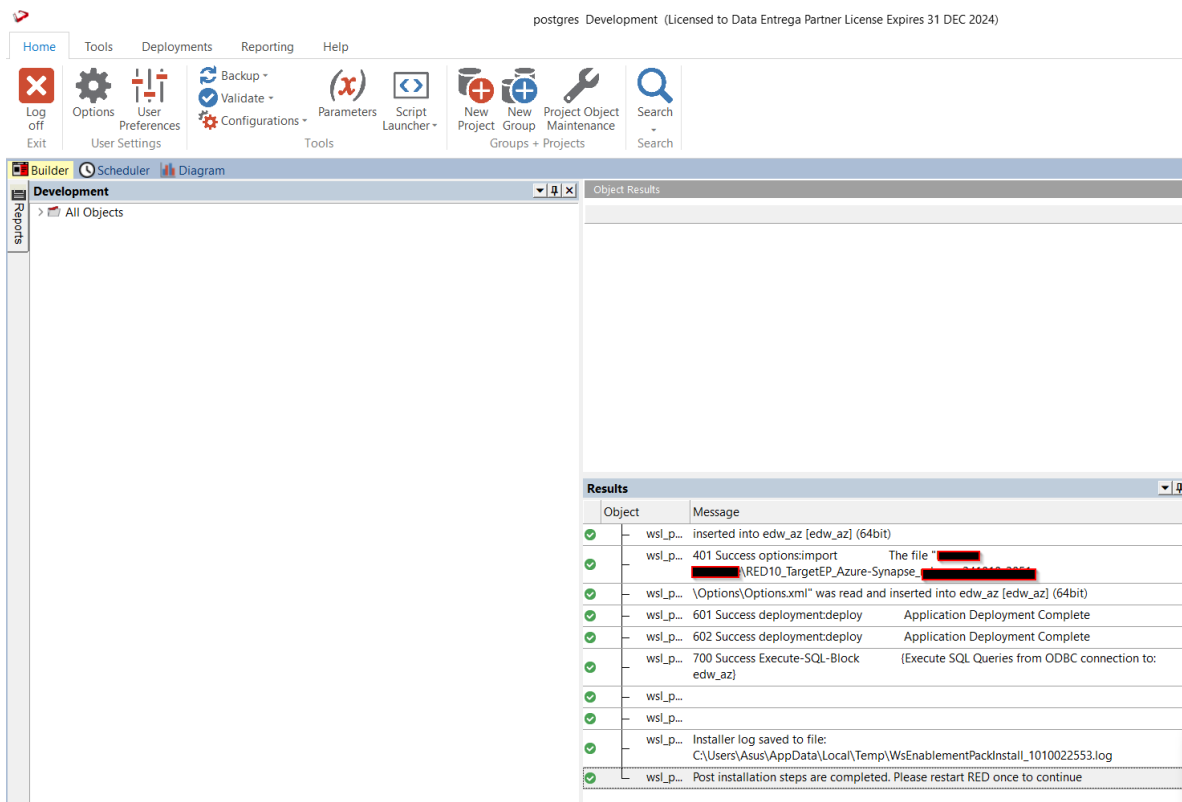 postgres Development (Licensed to Data Entrega Partner License Expires 31 DEC 2024)
Home Tools Deployments Reporting Help
Log off
Options
User Preferences
Backup
Validate
Configurations
Parameters
Script Launcher
New Project
New Group
Project Object Maintenance
Search
Exit User Settings Tools Groups + Projects Search
Builder Scheduler Diagram
Reports
Development
All Objects
Object Results
Results
Object Message
wsl_p... inserted into edw_az [edw_az] (64bit)
wsl_p... 401 Success options:import The file "
\RED10_TargetEP_Azure-Synapse_
wsl_p... \Options\Options.xml" was read and inserted into edw_az [edw_az] (64bit)
wsl_p... 601 Success deployment:deploy Application Deployment Complete
wsl_p... 602 Success deployment:deploy Application Deployment Complete
wsl_p... 700 Success Execute-SQL-Block {Execute SQL Queries from ODBC connection to:
edw_az}
wsl_p...
wsl_p...
wsl_p... Installer log saved to file:
C:\Users\Asus\AppData\Local\Temp\WsEnablementPackInstall_1010022553.log
wsl_p... Post installation steps are completed. Please restart RED once to continue